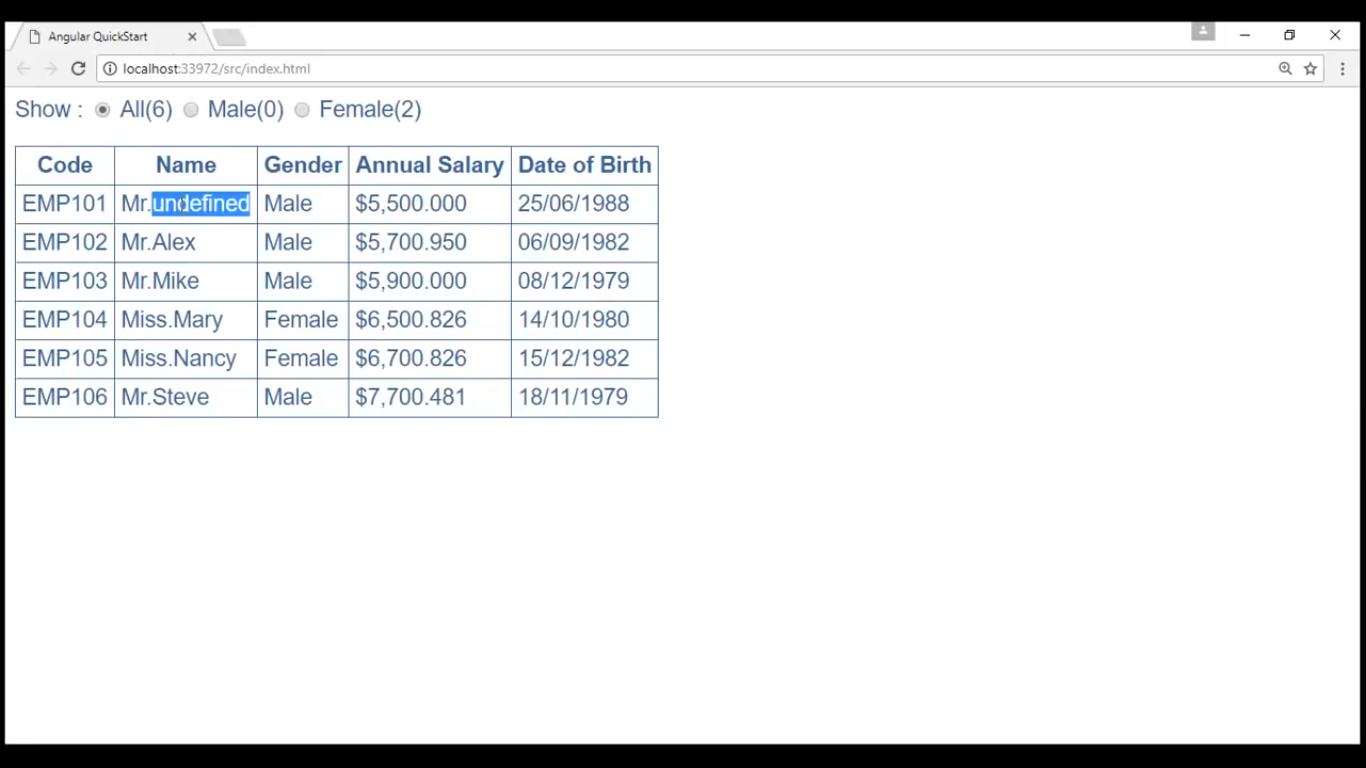 Angular QuickStart
localhost:33972/src/index.html
Show : All(6) Male(0) Female(2)
Code Name Gender Annual Salary Date of Birth
EMP101 Mr.undefined Male $5,500.000 25/06/1988
EMP102 Mr.Alex Male $5,700.950 06/09/1982
EMP103 Mr.Mike Male $5,900.000 08/12/1979
EMP104 Miss.Mary Female $6,500.826 14/10/1980
EMP105 Miss.Nancy Female $6,700.826 15/12/1982
EMP106 Mr.Steve Male $7,700.481 18/11/1979